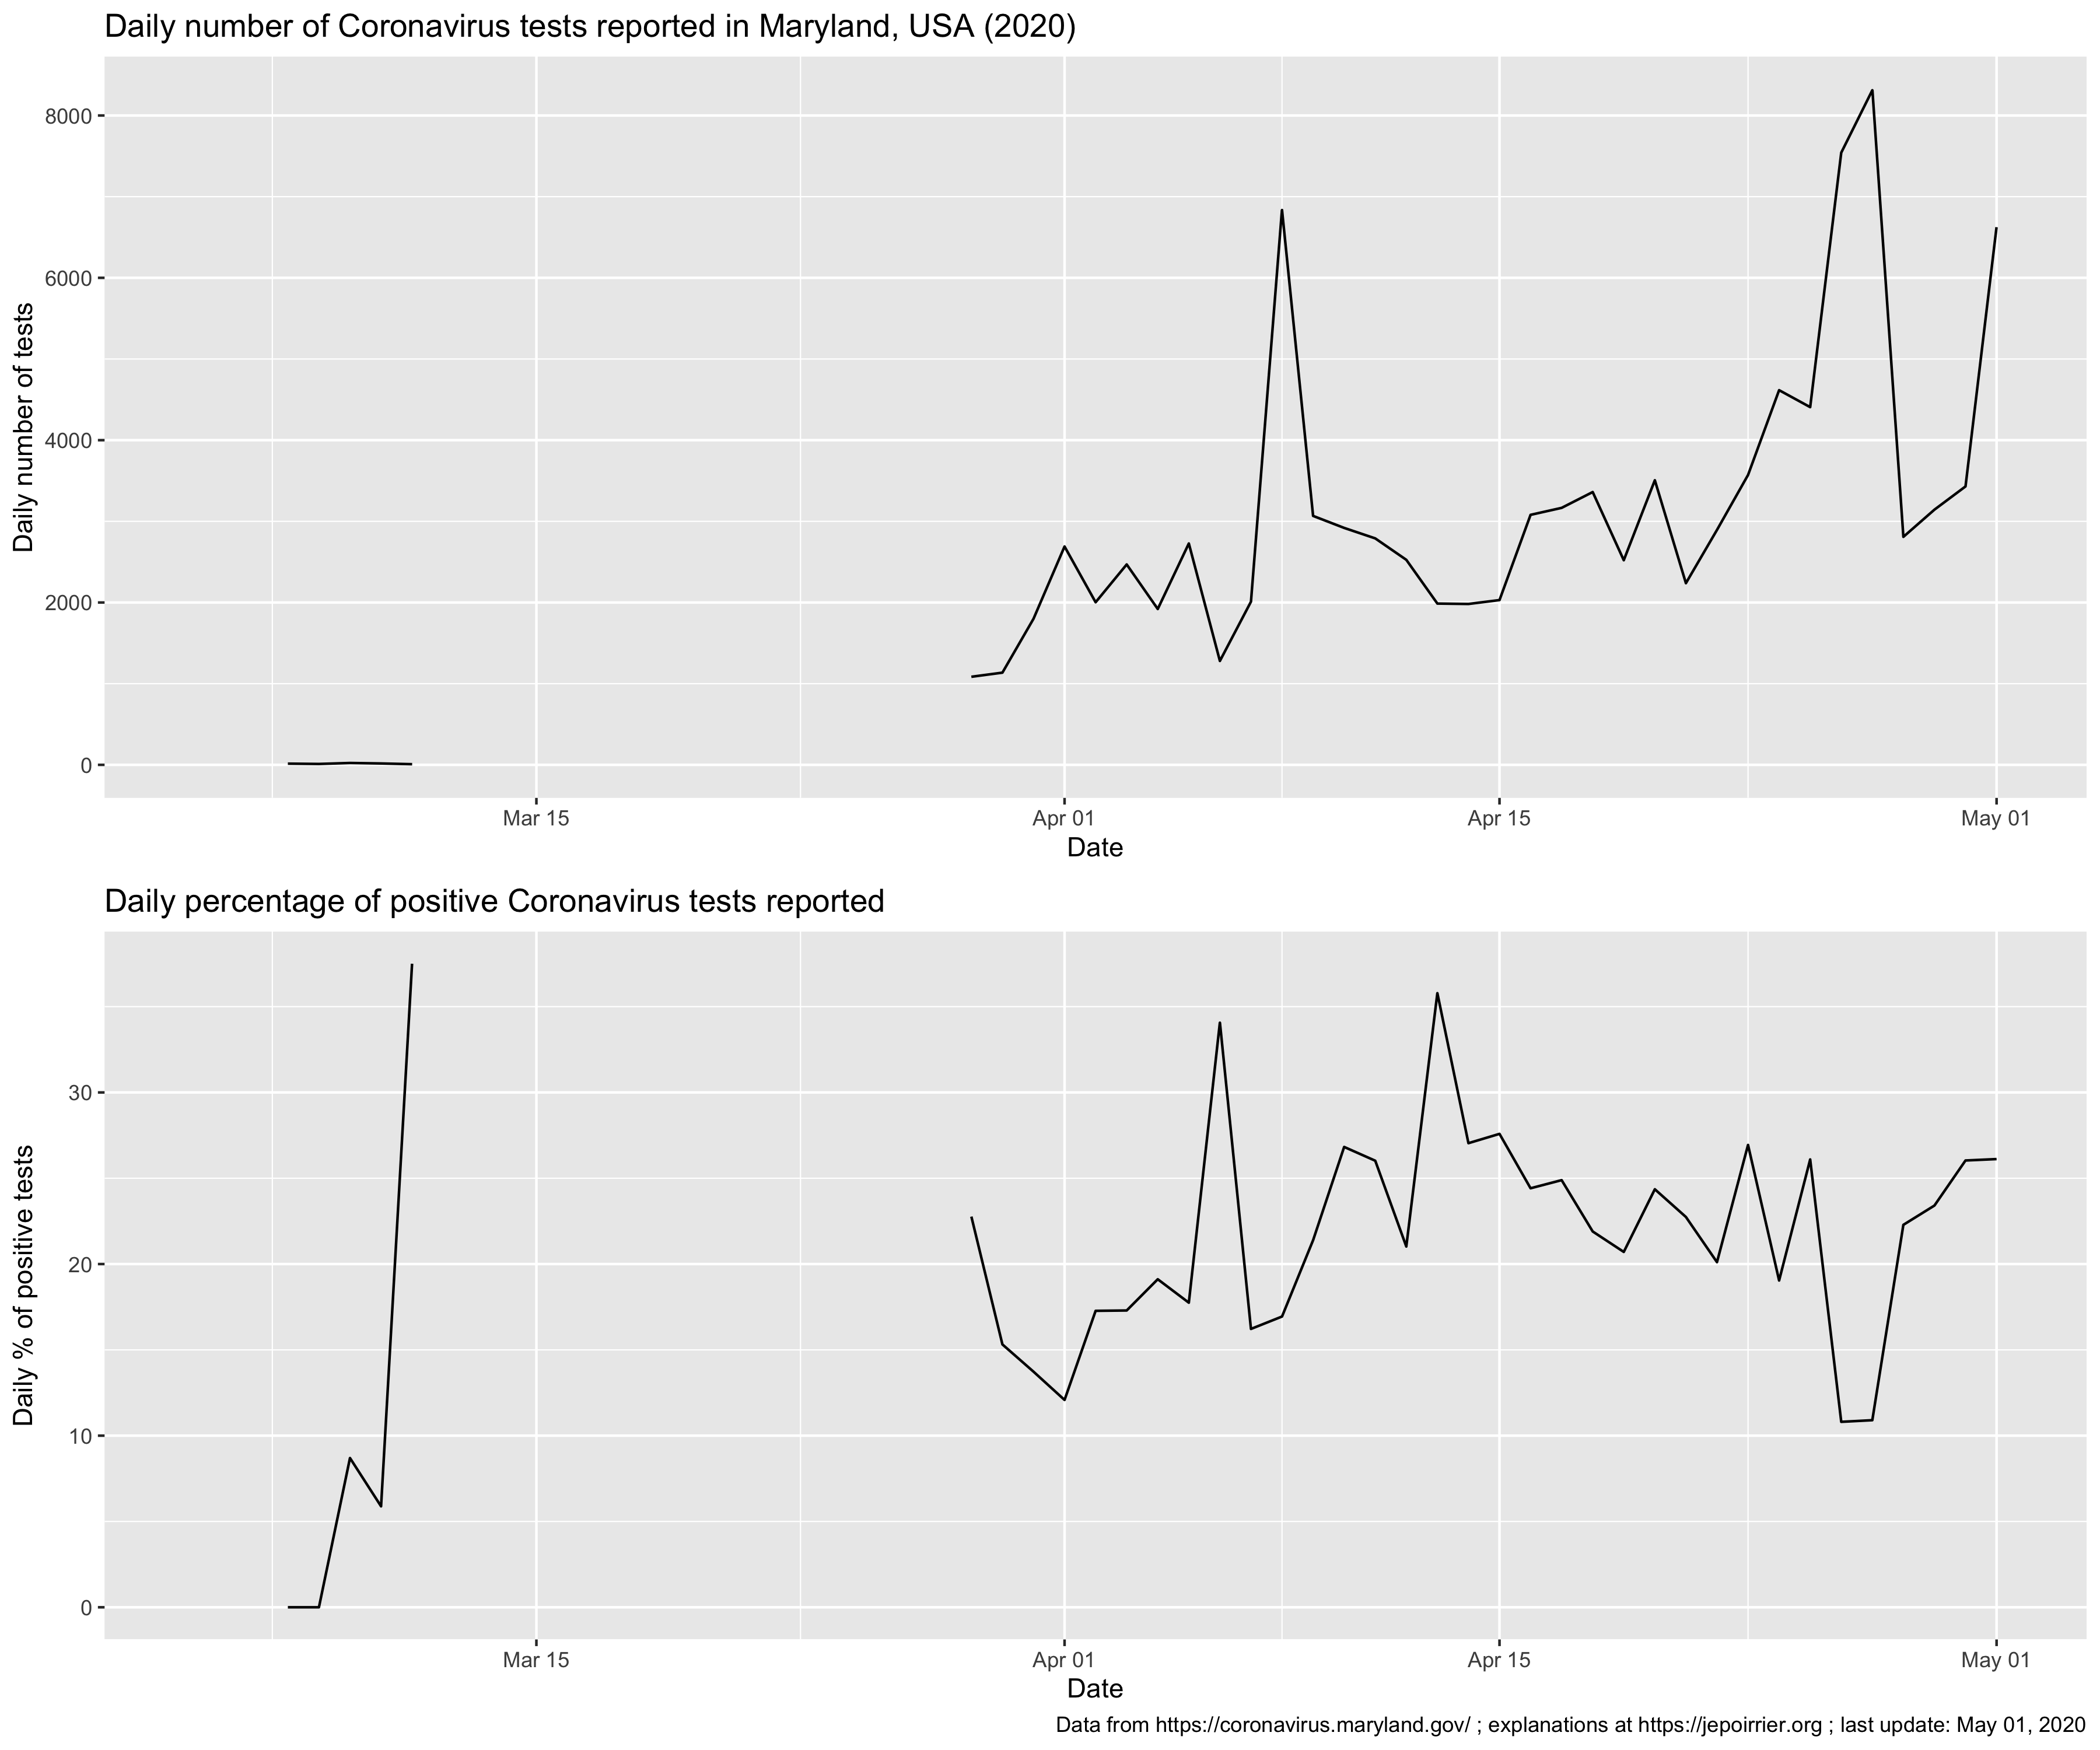 Daily number of Coronavirus tests reported in Maryland, USA (2020)
Daily number of tests
8000
6000
4000
2000
0
Mar 15 Apr 01 Apr 15 May 01
Date
Daily percentage of positive Coronavirus tests reported
Daily % of positive tests
30
20
10
0
Mar 15 Apr 01 Apr 15 May 01
Date
Data from https://coronavirus.maryland.gov/ ; explanations at https://jepoirrier.org ; last update: May 01, 2020